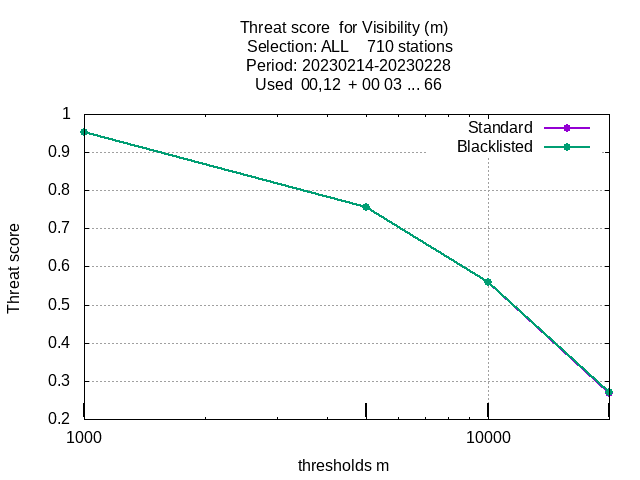 Threat score  for Visibility (m)
Selection: ALL    710 stations
Period: 20230214-20230228
Used  00,12  + 00 03 ... 66
Standard
Blacklisted
1
0.9
0.8
0.7
0.6
0.5
0.4
0.3
0.2
Threat score
1000
10000
thresholds m